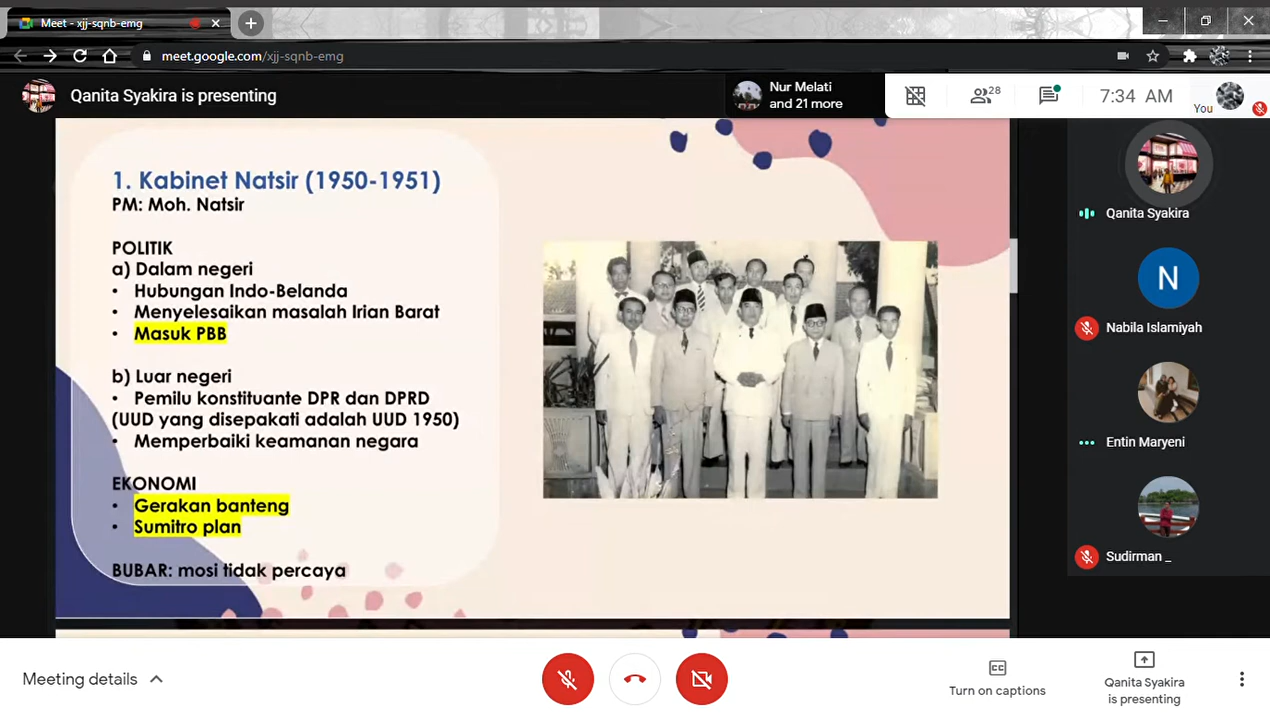 Meet - xjj-sqnb-emg
meet.google.com/xjj-sqnb-emg
Qanita Syakira is presenting
Nur Melati
and 21 more
28
7:34 AM
You
1. Kabinet Natsir (1950-1951)
PM: Moh. Natsir
POLITIK
a) Dalam negeri
• Hubungan Indo-Belanda
• Menyelesaikan masalah Irian Barat
• Masuk PBB
b) Luar negeri
• Pemilu konstituante DPR dan DPRD
(UUD yang disepakati adalah UUD 1950)
• Memperbaiki keamanan negara
EKONOMI
• Gerakan banteng
• Sumitro plan
BUBAR: mosi tidak percaya
Qanita Syakira
N
Nabila Islamiyah
Entin Maryeni
Sudirman _
Meeting details
CC
Turn on captions
Qanita Syakira
is presenting